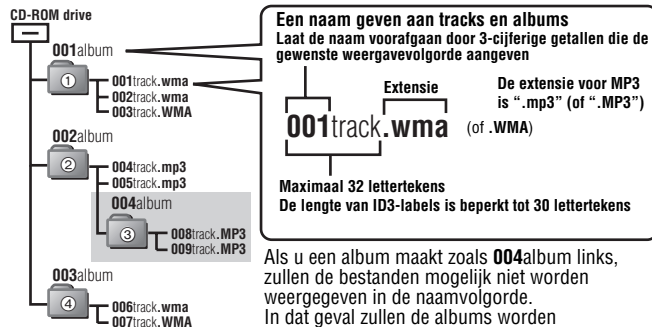 CD-ROM drive
001album
1
001track.wma
002track.wma
003track.WMA
002album
2
004track.mp3
005track.mp3
004album
3
008track.MP3
009track.MP3
003album
4
006track.wma
007track.WMA
Een naam geven aan tracks en albums
Laat de naam voorafgaan door 3-cijferige getallen die de
gewenste weergavevolgorde aangeven
Extensie
De extensie voor MP3
is “.mp3” (of “.MP3”)
001track.wma (of .WMA)
Maximaal 32 lettertekens
De lengte van ID3-labels is beperkt tot 30 lettertekens
Als u een album maakt zoals 004album links,
zullen de bestanden mogelijk niet worden
weergegeven in de naamvolgorde.
In dat geval zullen de albums worden